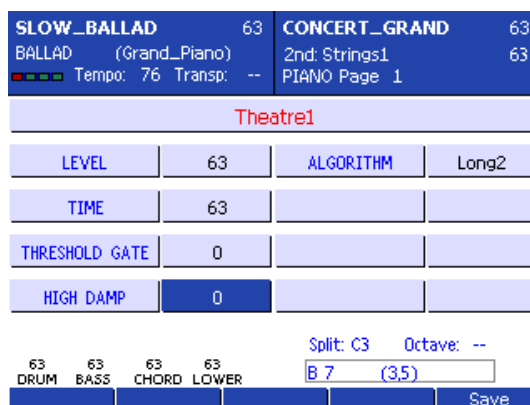 SLOW_BALLAD 63
BALLAD (Grand_Piano)
Tempo: 76 Transp: --
CONCERT_GRAND 63
2nd: Strings1 63
PIANO Page 1
Theatre1
LEVEL 63 ALGORITHM Long2
TIME 63
THRESHOLD GATE 0
HIGH DAMP 0
Split: C3 Octave: --
63 63 63 63
DRUM BASS CHORD LOWER
B 7 (3,5)
Save